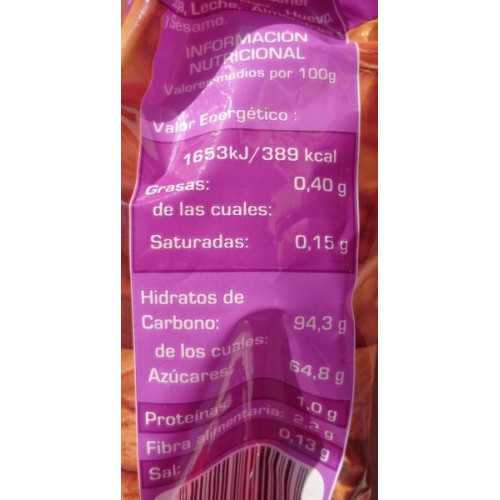 Leche, Huevo
Sésamo.
INFORMACIÓN
NUTRICIONAL
Valores medios por 100g
Valor Energético :
1653kJ/389 kcal
Grasas: 0,40 g
de las cuales:
Saturadas: 0,15 g
Hidratos de
Carbono: 94,3 g
de los cuales:
Azúcares: 64,8 g
Proteinas: 1,0 g
Fibra alimentaria: 2,2 g
Sal: 0,13 g